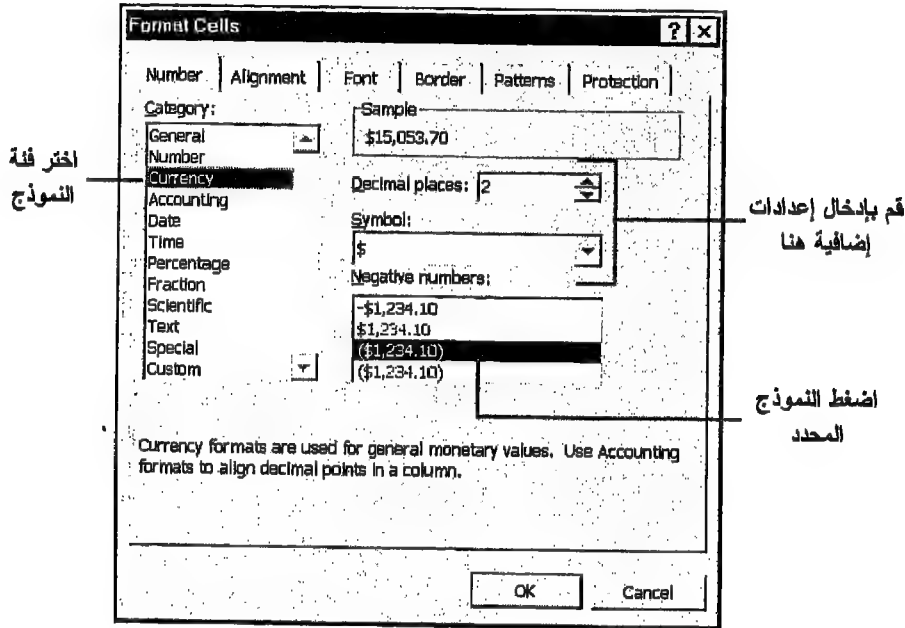 Format Cells
Number Alignment Font Border Patterns Protection
Category:
General
Number
Currency
Accounting
Date
Time
Percentage
Fraction
Scientific
Text
Special
Custom
Sample
$15,053.70
Decimal places: 2
Symbol:
$
Negative numbers:
-$1,234.10
$1,234.10
($1,234.10)
($1,234.10)
Currency formats are used for general monetary values. Use Accounting
formats to align decimal points in a column.
OK Cancel
اختر فئة
النموذج
قم بإدخال إعدادات
إضافية هنا
اضغط النموذج
المحدد